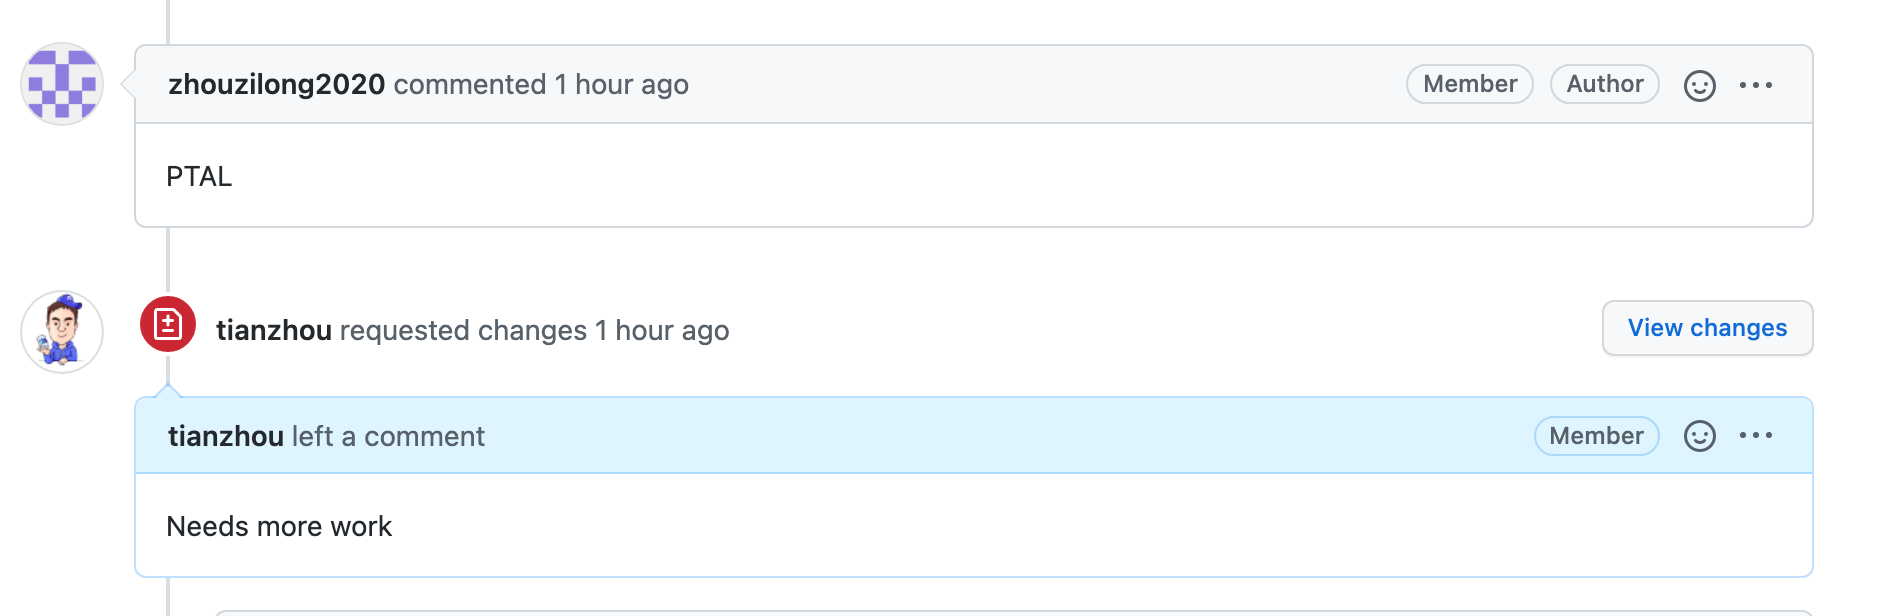 zhouzilong2020 commented 1 hour ago Member Author
PTAL
tianzhou requested changes 1 hour ago View changes
tianzhou left a comment Member
Needs more work